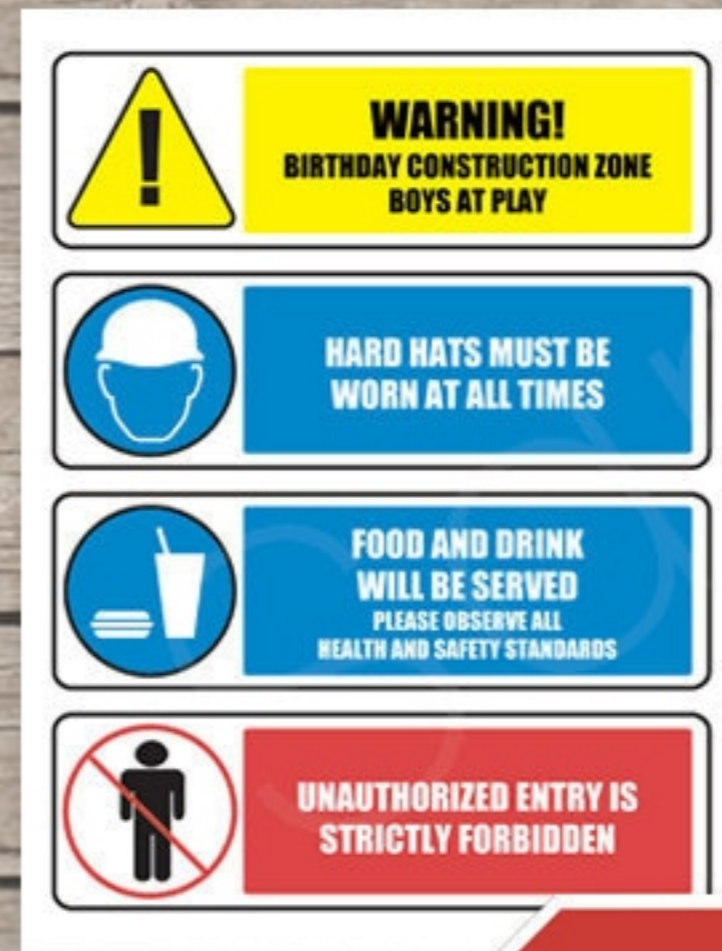 WARNING!
BIRTHDAY CONSTRUCTION ZONE
BOYS AT PLAY
HARD HATS MUST BE
WORN AT ALL TIMES
FOOD AND DRINK
WILL BE SERVED
PLEASE OBSERVE ALL
HEALTH AND SAFETY STANDARDS
UNAUTHORIZED ENTRY IS
STRICTLY FORBIDDEN